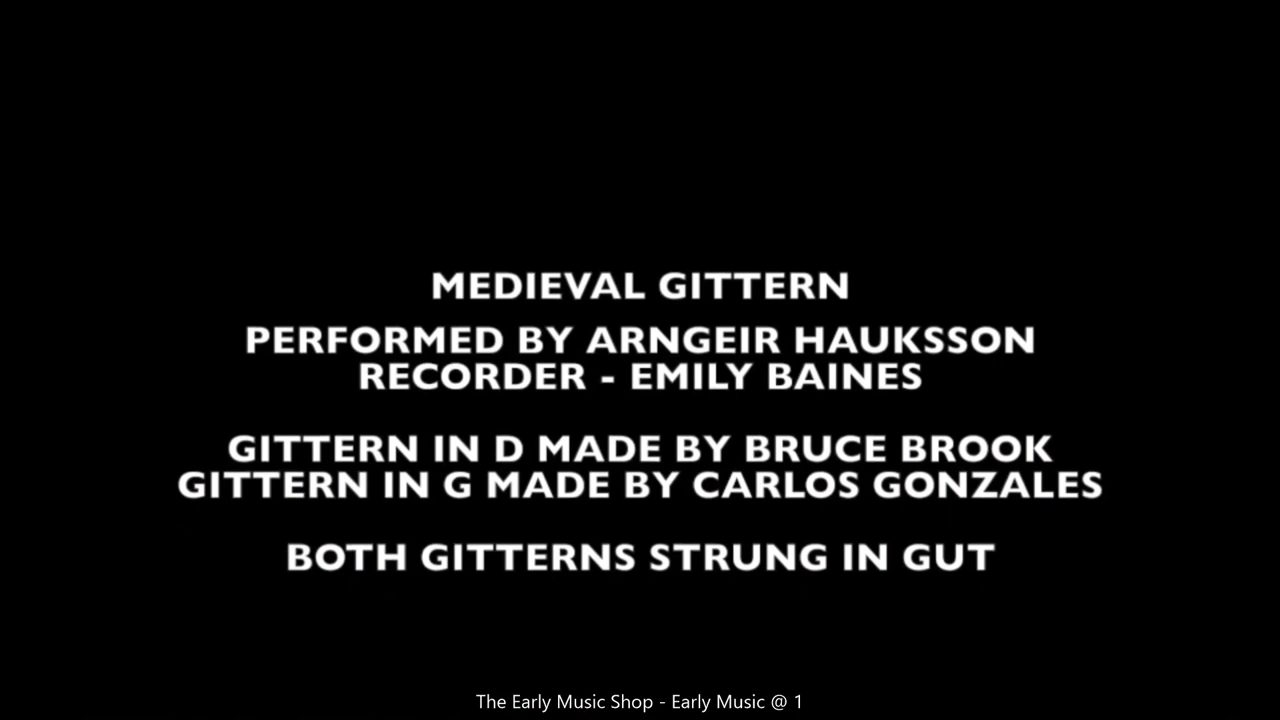 MEDIEVAL GITTERN
PERFORMED BY ARNGEIR HAUKSSON
RECORDER - EMILY BAINES
GITTERN IN D MADE BY BRUCE BROOK
GITTERN IN G MADE BY CARLOS GONZALES
BOTH GITTERNS STRUNG IN GUT
The Early Music Shop - Early Music @ 1